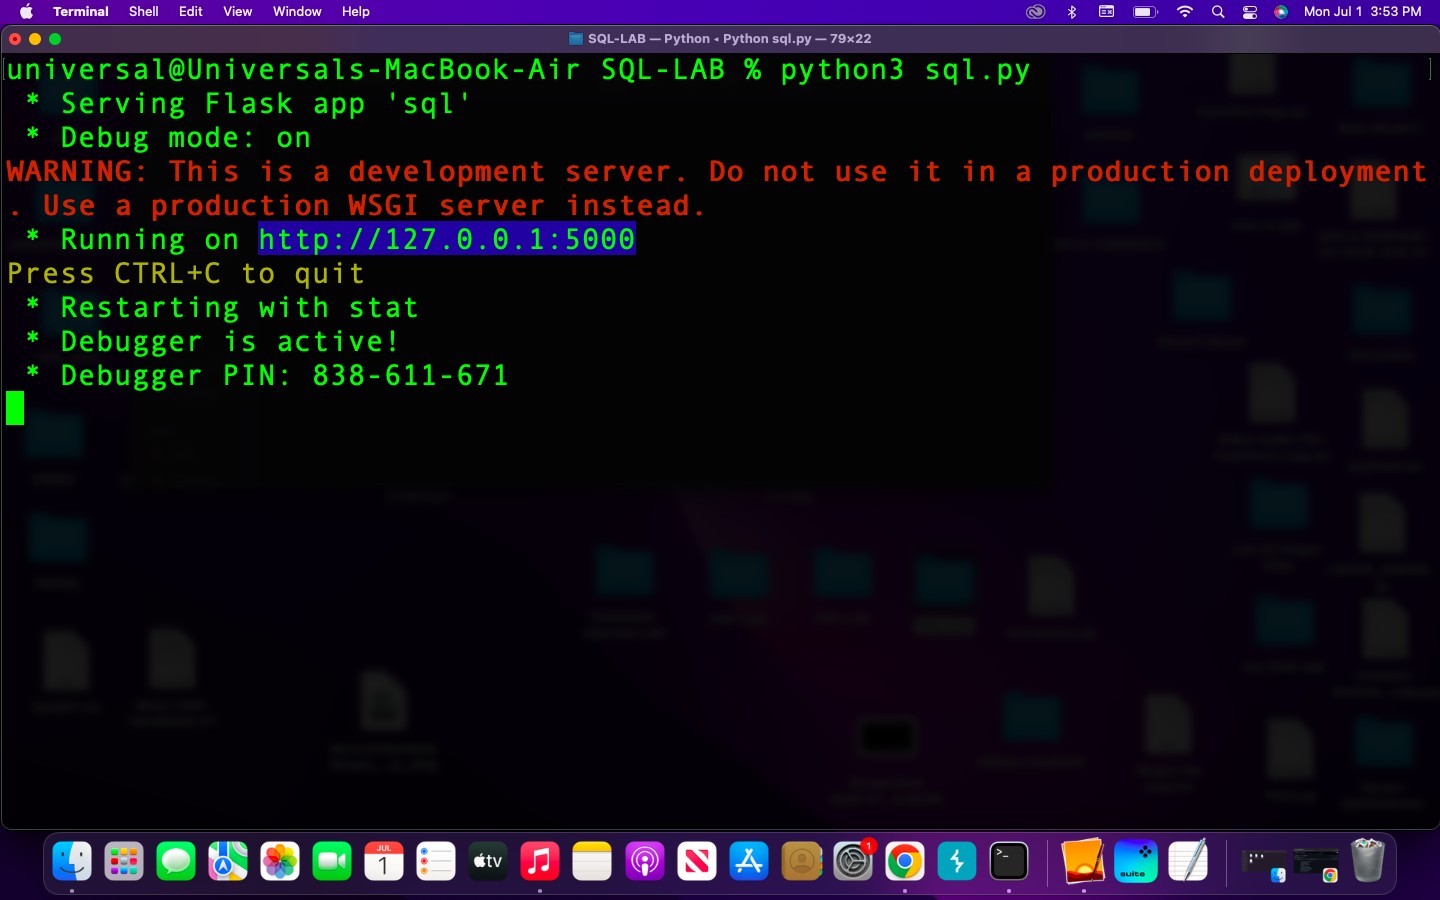 Terminal Shell Edit View Window Help Mon Jul 1 3:53 PM
SQL-LAB — Python ◂ Python sql.py — 79×22
universal@Universals-MacBook-Air SQL-LAB % python3 sql.py
* Serving Flask app 'sql'
* Debug mode: on
WARNING: This is a development server. Do not use it in a production deployment
. Use a production WSGI server instead.
* Running on http://127.0.0.1:5000
Press CTRL+C to quit
* Restarting with stat
* Debugger is active!
* Debugger PIN: 838-611-671
JUL
1
tv
1
>_
suite